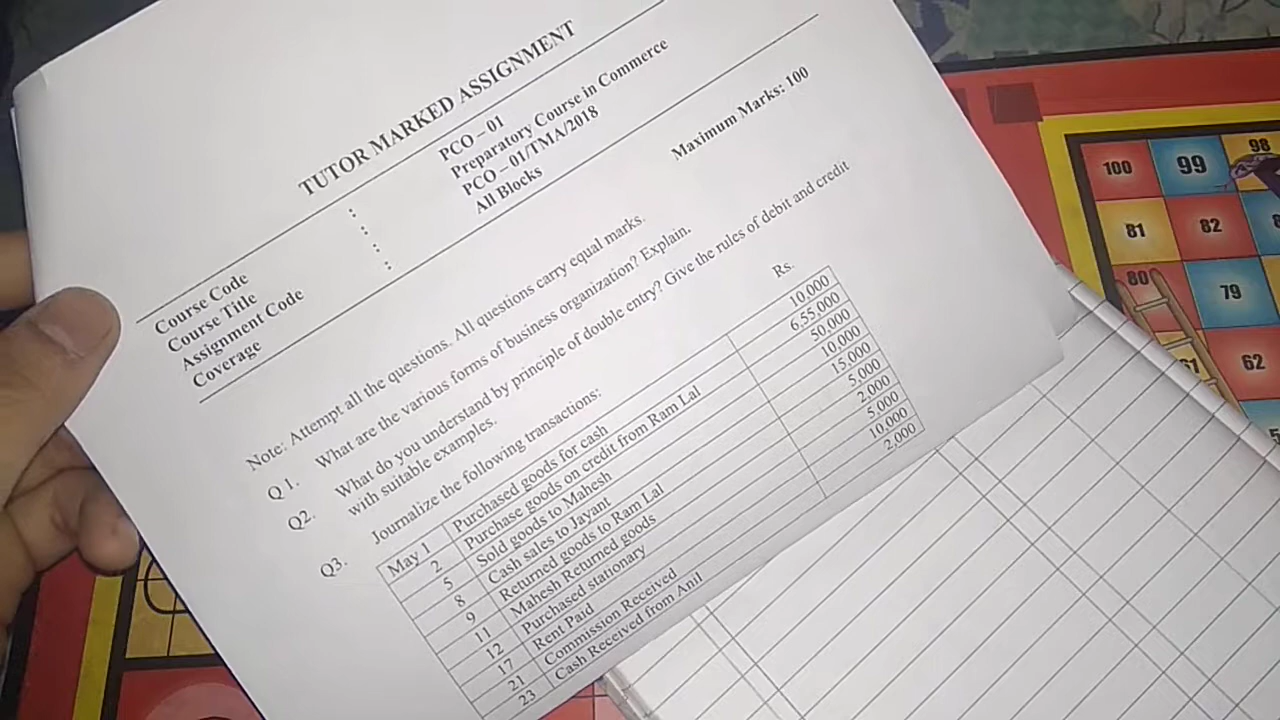 TUTOR MARKED ASSIGNMENT
Course Code : PCO – 01
Course Title : Preparatory Course in Commerce
Assignment Code : PCO – 01/TMA/2018
Coverage : All Blocks
Maximum Marks: 100
Note: Attempt all the questions. All questions carry equal marks.
Q 1. What are the various forms of business organization? Explain.
Q2. What do you understand by principle of double entry? Give the rules of debit and credit
with suitable examples.
Q3. Journalize the following transactions:
Rs.
May 1 Purchased goods for cash 10,000
2 Purchase goods on credit from Ram Lal 6,55,000
5 Sold goods to Mahesh 50,000
8 Cash sales to Jayant 10,000
9 Returned goods to Ram Lal 15,000
11 Mahesh Returned goods 5,000
12 Purchased stationary 2,000
17 Rent Paid 5,000
21 Commission Received 10,000
23 Cash Received from Anil 2,000
100 99 98
81 82
80 79
61 62